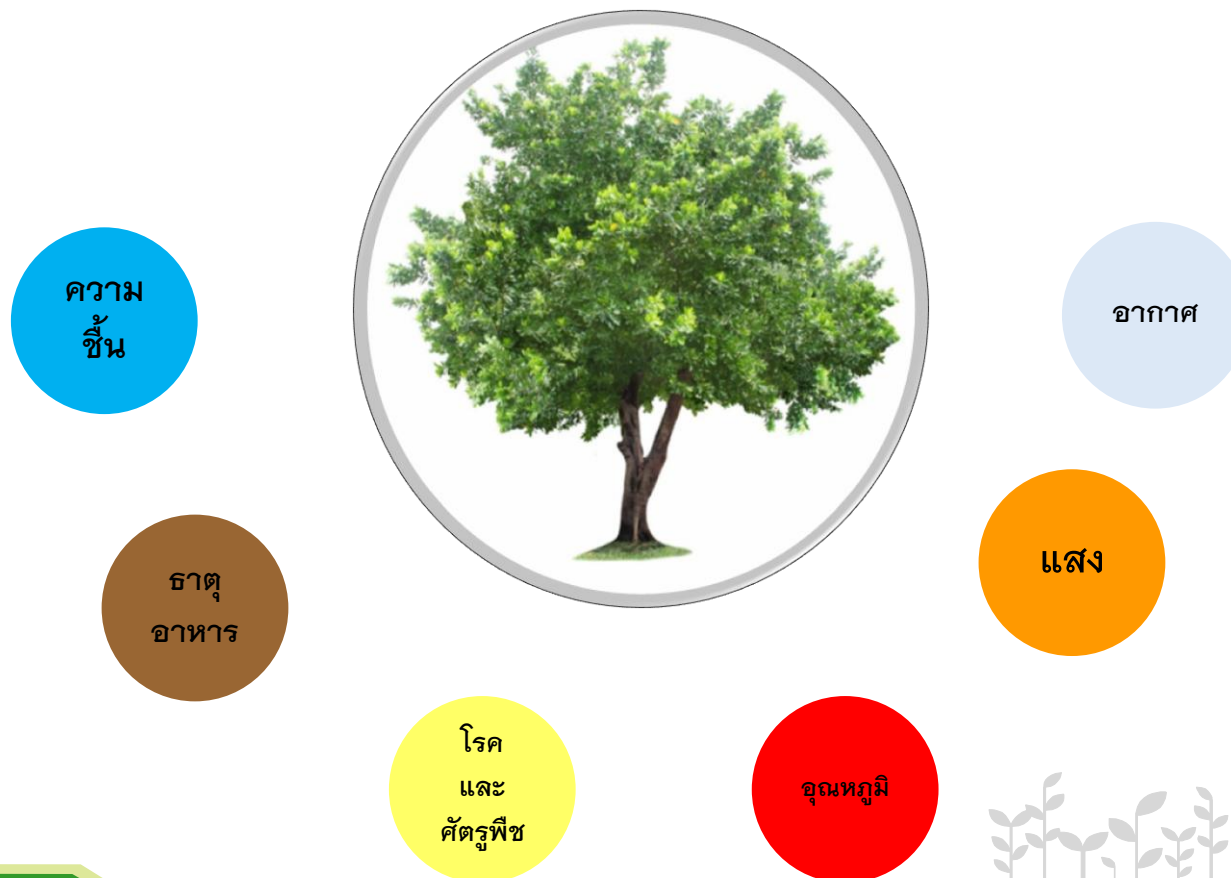 ความ
ชื้น
อากาศ
แสง
ธาตุ
อาหาร
โรค
และ
ศัตรูพืช
อุณหภูมิ